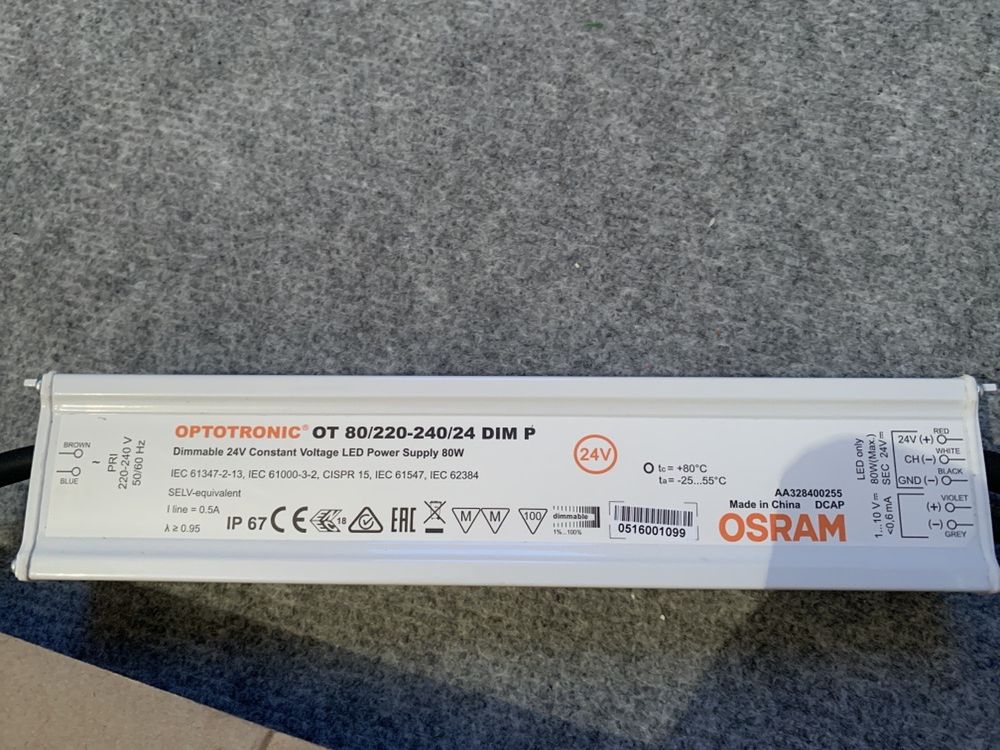 BROWN
BLUE
~
PRI
220-240 V
50/60 Hz
OPTOTRONIC® OT 80/220-240/24 DIM P
Dimmable 24V Constant Voltage LED Power Supply 80W
IEC 61347-2-13, IEC 61000-3-2, CISPR 15, IEC 61547, IEC 62384
SELV-equivalent
I line = 0.5A
λ ≥ 0.95
IP 67 CE 18 EAC M M 100
dimmable
1%...100%
24V
tc = +80°C
ta = -25...55°C
0516001099
AA328400255
Made in China DCAP
OSRAM
LED only
80W(Max.)
SEC 24V⎓
1...10 V ⎓
<0,6 mA
RED
24V (+)
WHITE
CH (−)
BLACK
GND (−)
VIOLET
(+)
(−)
GREY